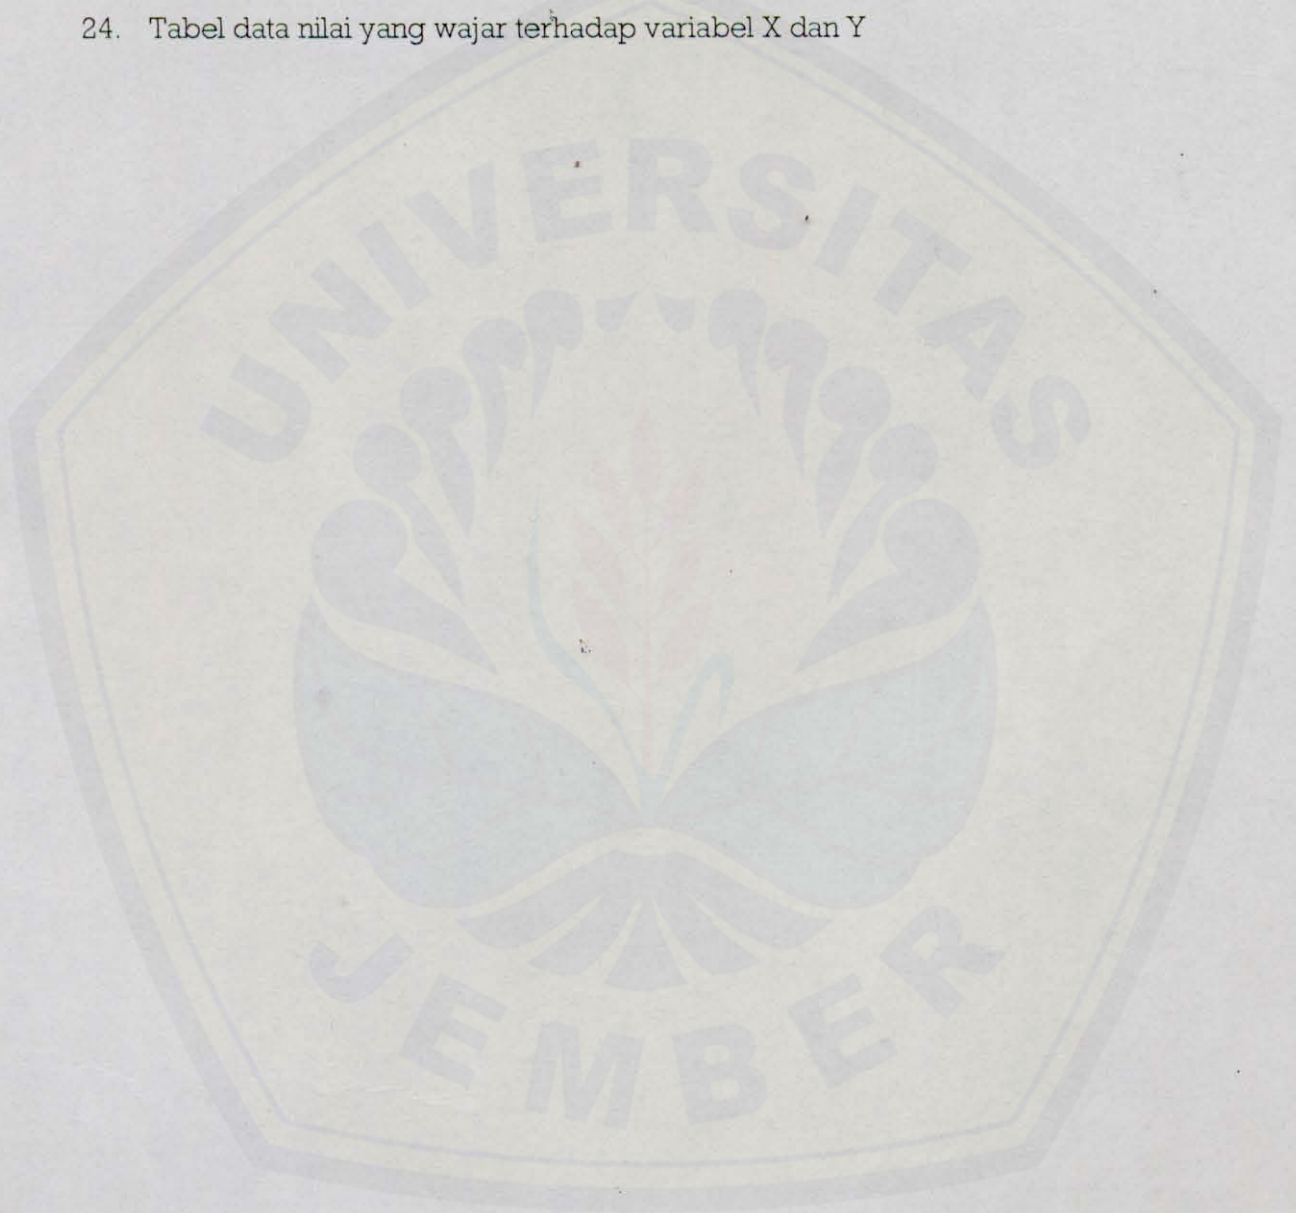 24. Tabel data nilai yang wajar terhadap variabel X dan Y
UNIVERSITAS
JEMBER